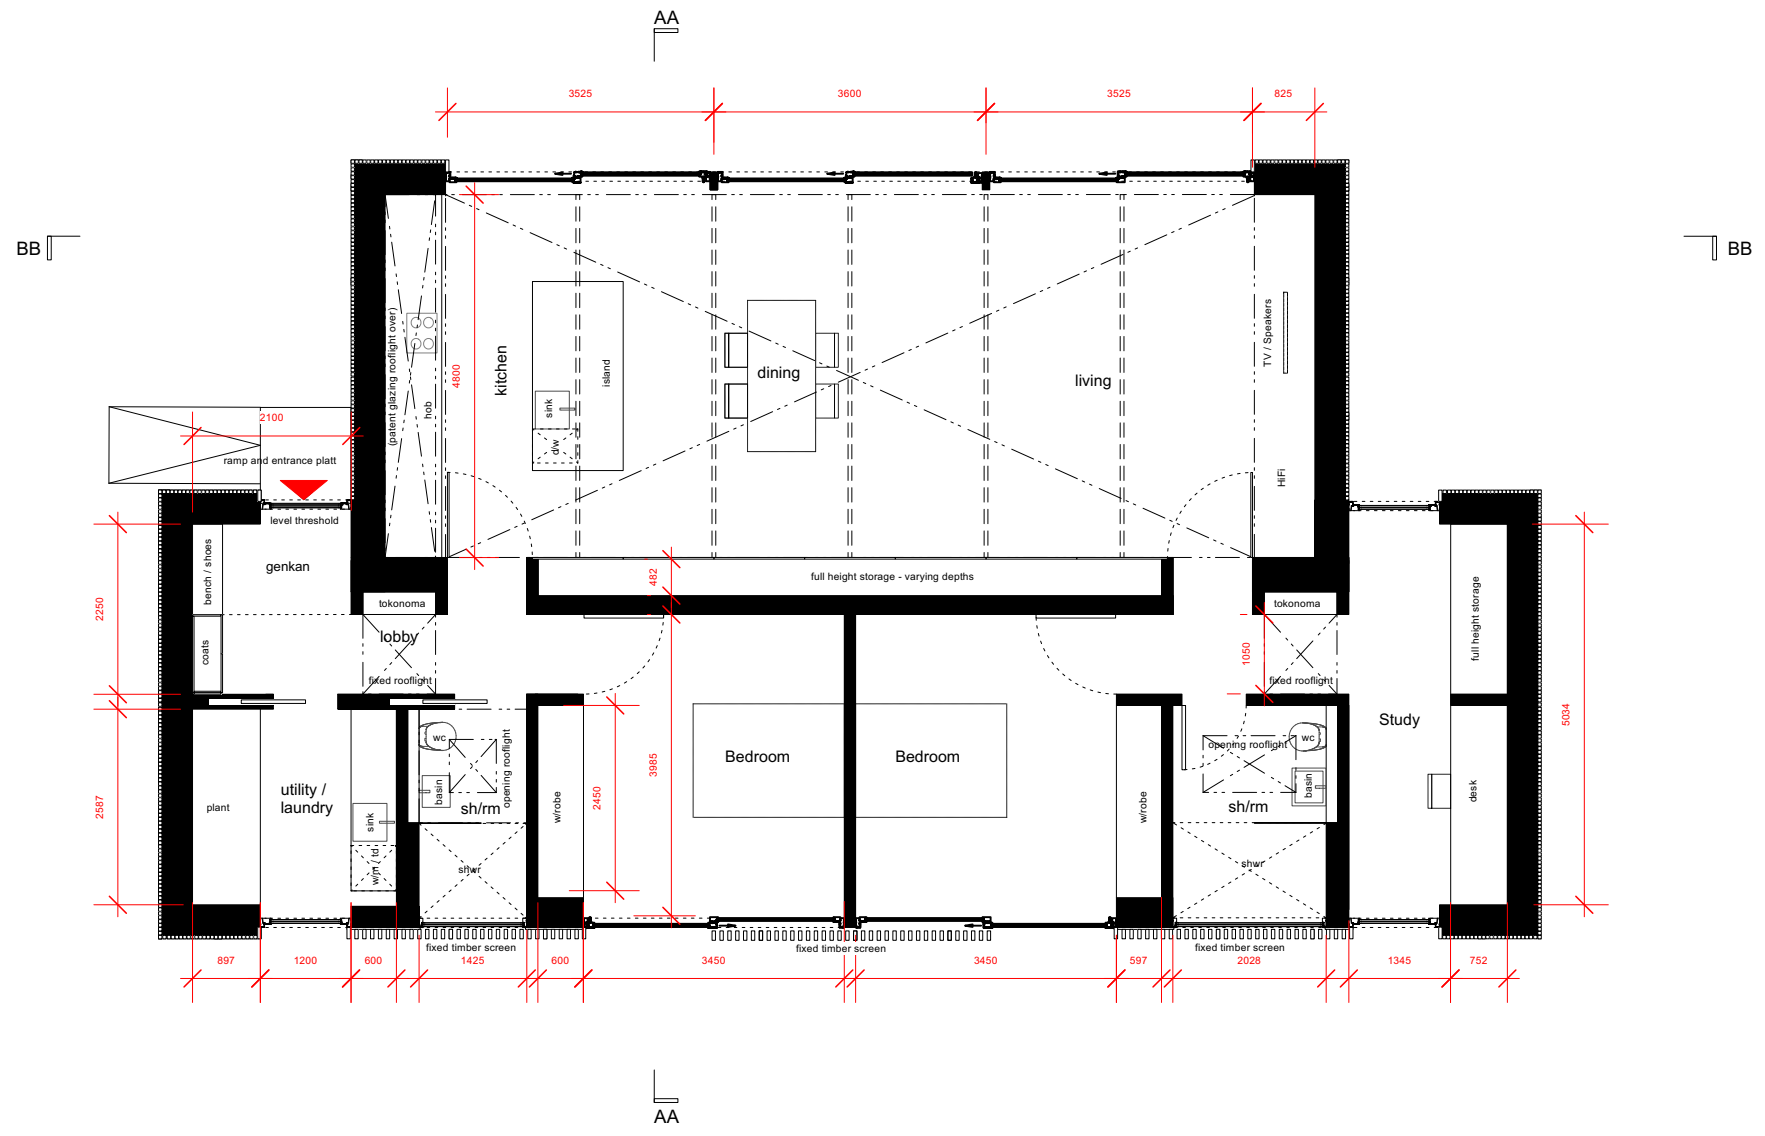 AA
3525
3600
3525
825
BB
BB
(patent glazing rooflight over)
hob
4800
kitchen
sink
d/w
island
dining
living
TV / Speakers
HiFi
2100
ramp and entrance platt
level threshold
genkan
bench / shoes
coats
2250
tokonoma
lobby
fixed rooflight
482
full height storage - varying depths
tokonoma
1050
fixed rooflight
full height storage
Study
5034
desk
2587
plant
utility /
laundry
sink
w/m / td
wc
basin
opening rooflight
sh/rm
shwr
w/robe
2450
3985
Bedroom
Bedroom
w/robe
opening rooflight
wc
basin
sh/rm
shwr
fixed timber screen
fixed timber screen
fixed timber screen
897
1200
600
1425
600
3450
3450
597
2028
1345
752
AA